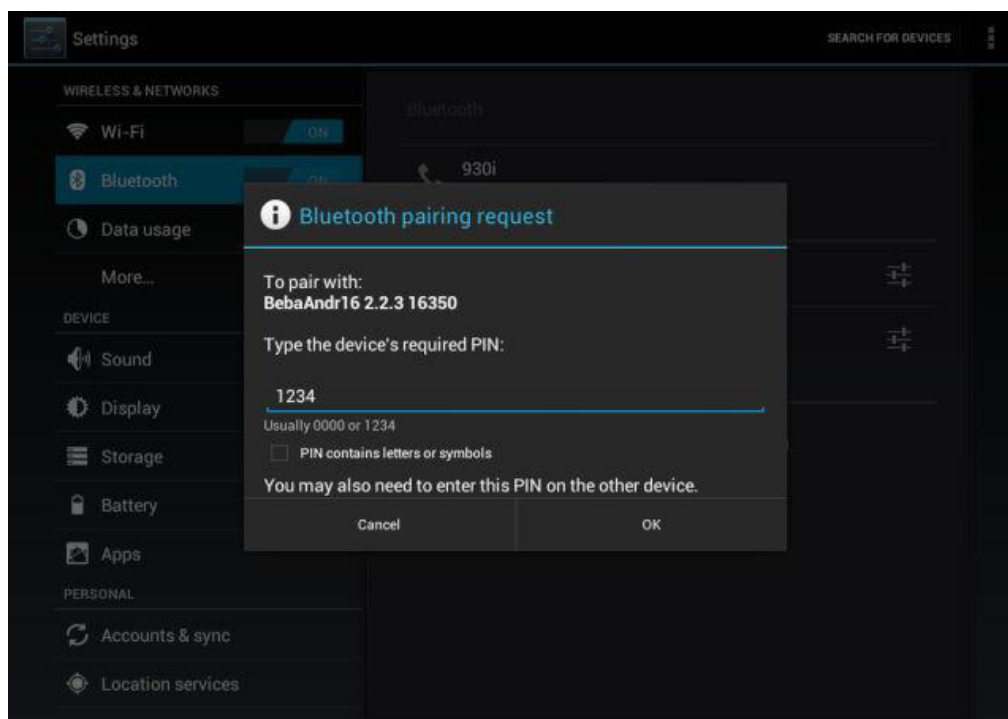 Settings
SEARCH FOR DEVICES
WIRELESS & NETWORKS
Wi-Fi
ON
Bluetooth
ON
Data usage
More...
DEVICE
Sound
Display
Storage
Battery
Apps
PERSONAL
Accounts & sync
Location services
Bluetooth
930i
Bluetooth pairing request
To pair with:
BebaAndr16 2.2.3 16350
Type the device's required PIN:
1234
Usually 0000 or 1234
PIN contains letters or symbols
You may also need to enter this PIN on the other device.
Cancel
OK